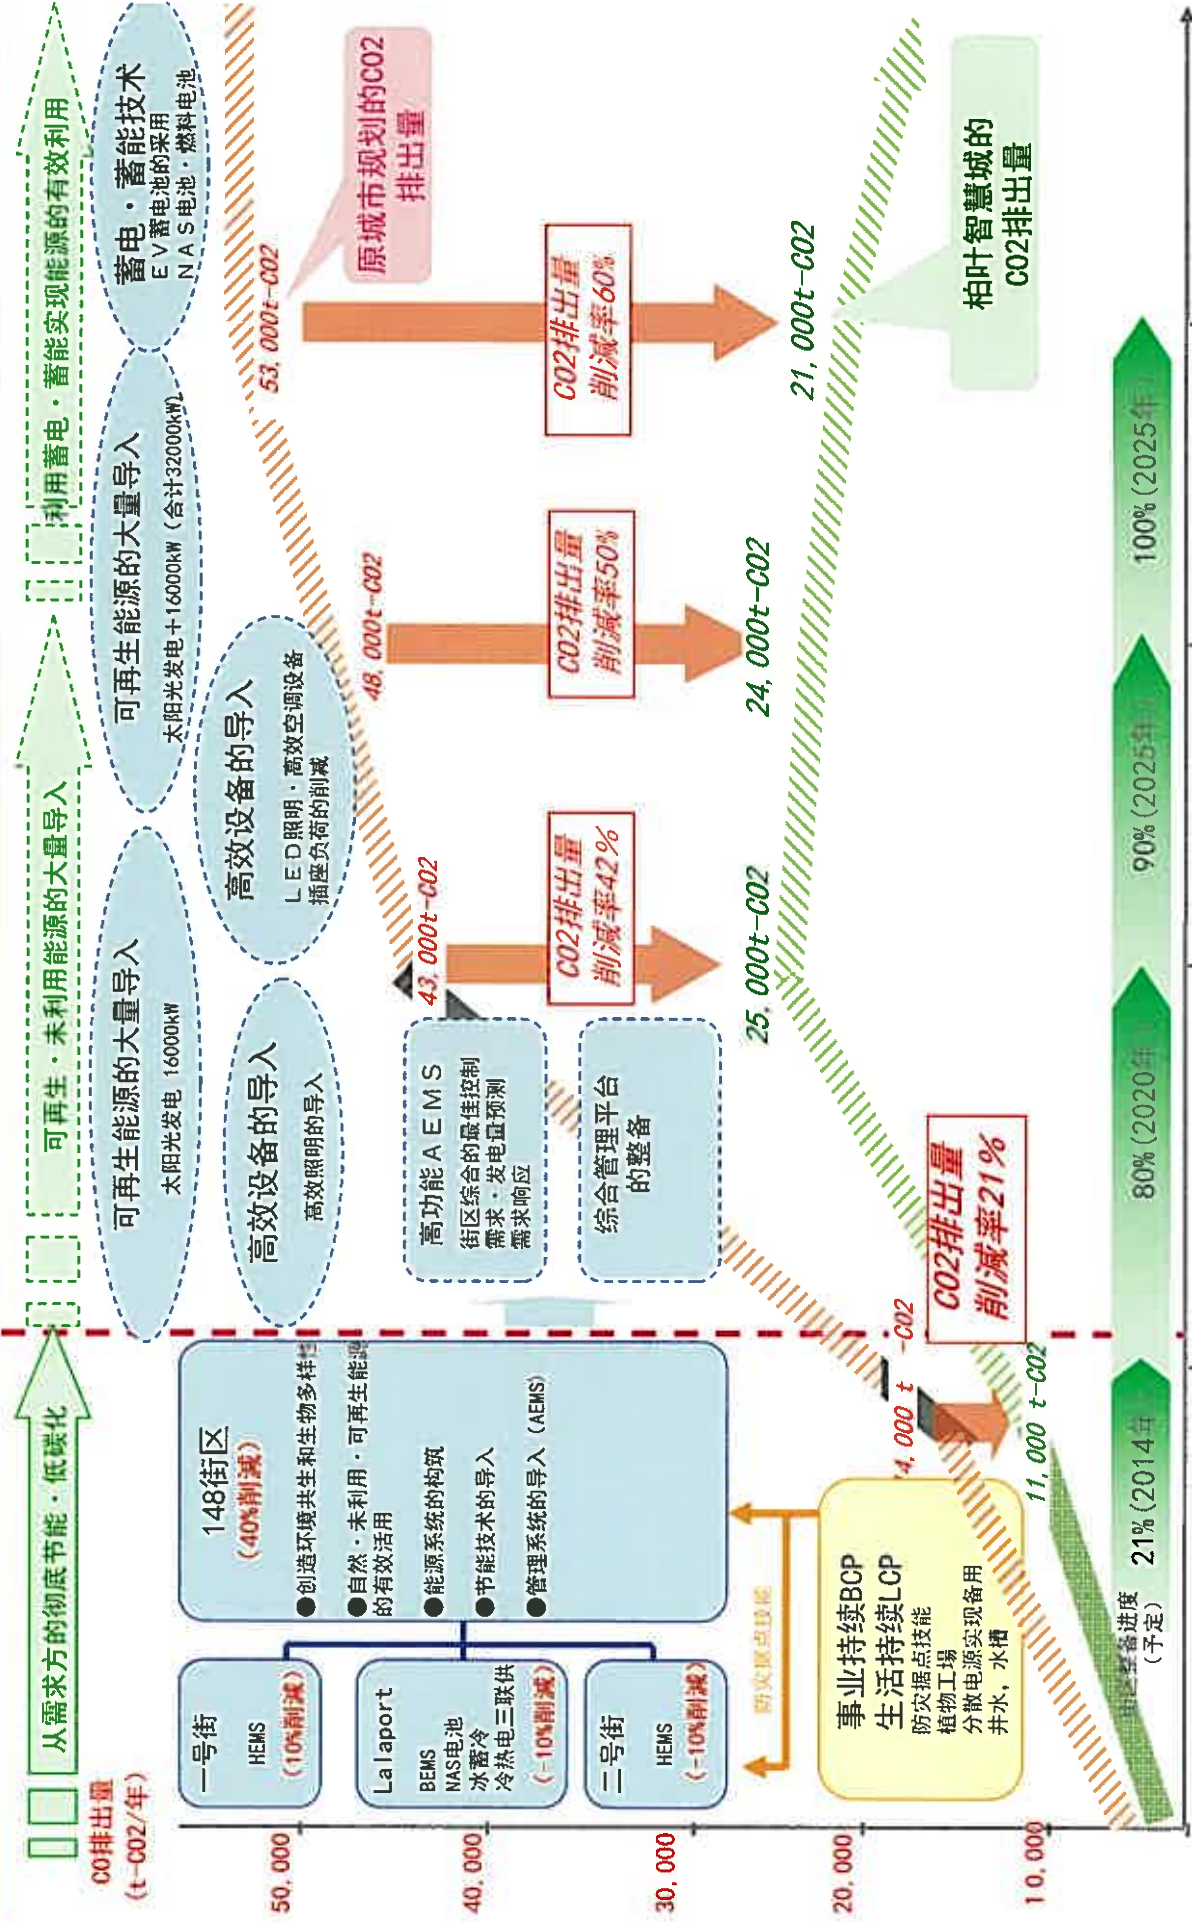 从需求方的彻底节能·低碳化
可再生·未利用能源的大量导入
利用蓄电·蓄能实现能源的有效利用
CO排出量
(t-CO2/年)
50,000
40,000
30,000
20,000
10,000
一号街
HEMS
(10%削减)
Lalaport
BEMS
NAS电池
冰蓄冷
冷热电三联供
(-10%削减)
二号街
HEMS
(-10%削减)
148街区
(40%削减)
●创造环境共生和生物多样性
●自然·未利用·可再生能源
的有效活用
●能源系统的构筑
●节能技术的导入
●管理系统的导入(AEMS)
防灾据点技能
事业持续BCP
生活持续LCP
防灾据点技能
植物工場
分散电源实现备用
井水，水槽
可再生能源的大量导入
太阳光发电 16000kW
高效设备的导入
高效照明的导入
高功能AEMS
街区综合的最佳控制
需求·发电量预测
需求响应
综合管理平台
的整备
可再生能源的大量导入
太阳光发电＋16000kW（合计32000kW）
高效设备的导入
LED照明·高效空调设备
插座负荷的削减
蓄电·蓄能技术
EV蓄电池的采用
NAS电池·燃料电池
原城市规划的CO2
排出量
14,000 t-CO2
43,000t-CO2
48,000t-CO2
53,000t-CO2
CO2排出量
削減率21%
CO2排出量
削減率42%
CO2排出量
削減率50%
CO2排出量
削減率60%
11,000 t-CO2
25,000t-CO2
24,000t-CO2
21,000t-CO2
柏叶智慧城的
CO2排出量
整备进度
(予定)
21%(2014年
80%(2020年)
90%(2025年)
100%(2025年)